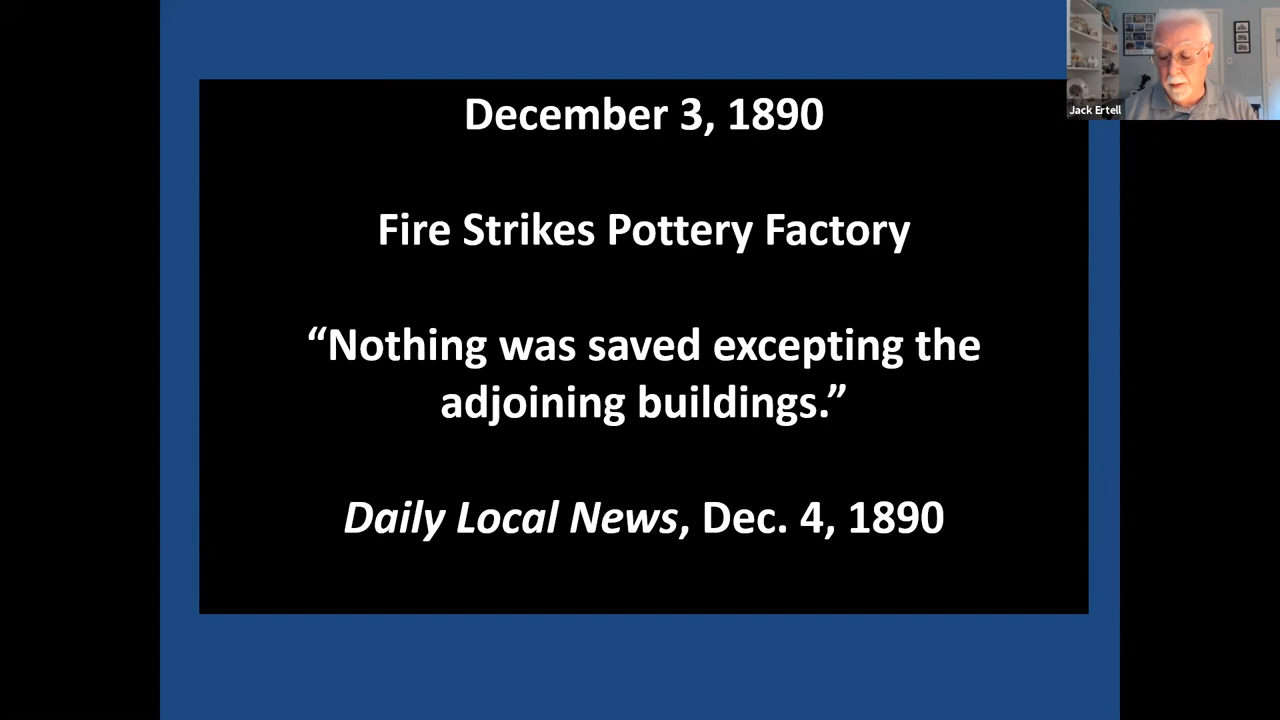 December 3, 1890
Fire Strikes Pottery Factory
“Nothing was saved excepting the
adjoining buildings.”
Daily Local News, Dec. 4, 1890
Jack Ertell